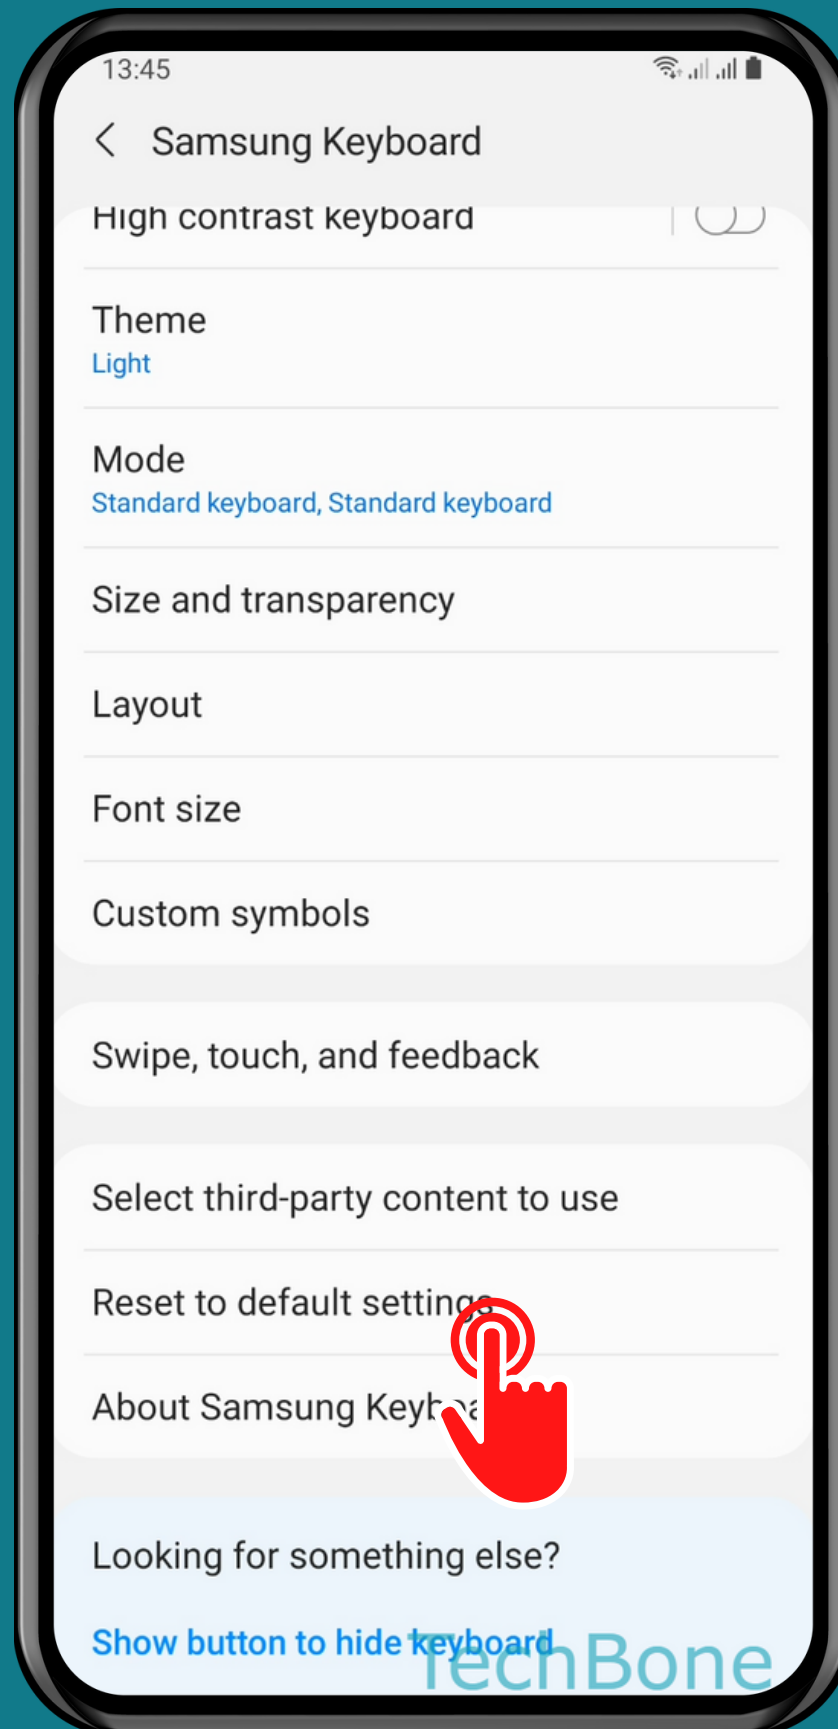 13:45
Samsung Keyboard
High contrast keyboard
Theme
Light
Mode
Standard keyboard, Standard keyboard
Size and transparency
Layout
Font size
Custom symbols
Swipe, touch, and feedback
Select third-party content to use
Reset to default settings
About Samsung Keyboa
Looking for something else?
Show button to hide keyboard
TechBone